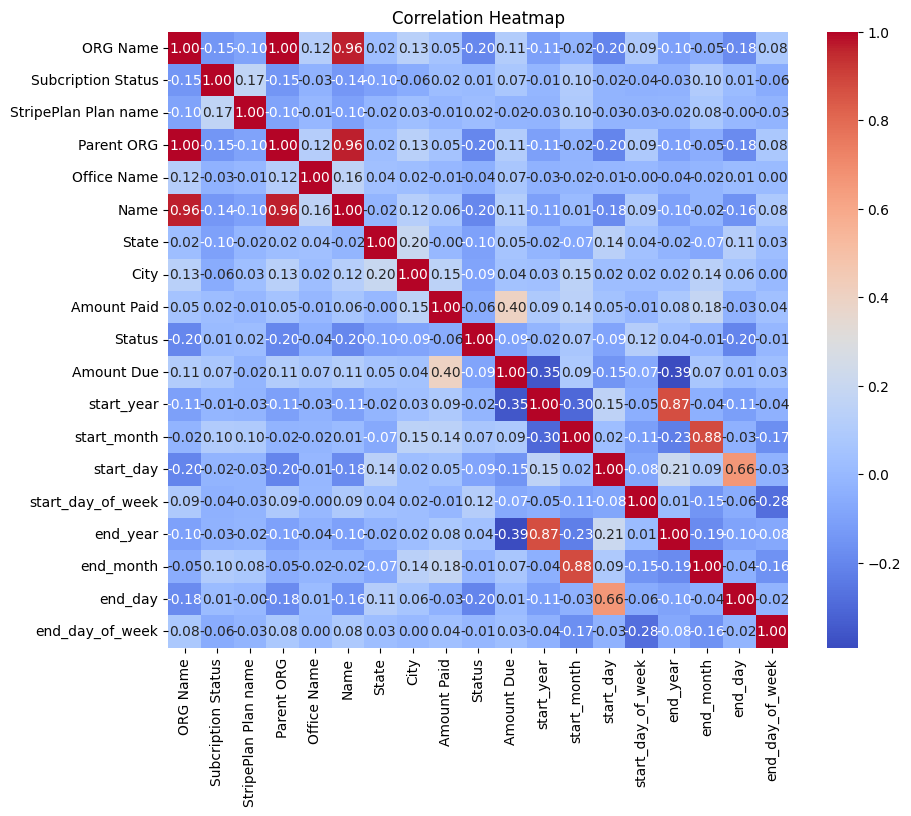 Correlation Heatmap
ORG Name 1.00 -0.15 -0.10 1.00 0.12 0.96 0.02 0.13 0.05 -0.20 0.11 -0.11 -0.02 -0.20 0.09 -0.10 -0.05 -0.18 0.08
Subcription Status -0.15 1.00 0.17 -0.15 -0.03 -0.14 -0.10 -0.06 0.02 0.01 0.07 -0.01 0.10 -0.02 -0.04 -0.03 0.10 0.01 -0.06
StripePlan Plan name -0.10 0.17 1.00 -0.10 -0.01 -0.10 -0.02 0.03 -0.01 0.02 -0.02 -0.03 0.10 -0.03 -0.03 -0.02 0.08 -0.00 -0.03
Parent ORG 1.00 -0.15 -0.10 1.00 0.12 0.96 0.02 0.13 0.05 -0.20 0.11 -0.11 -0.02 -0.20 0.09 -0.10 -0.05 -0.18 0.08
Office Name 0.12 -0.03 -0.01 0.12 1.00 0.16 0.04 0.02 -0.01 -0.04 0.07 -0.03 -0.02 -0.01 -0.00 -0.04 -0.02 0.01 0.00
Name 0.96 -0.14 -0.10 0.96 0.16 1.00 -0.02 0.12 0.06 -0.20 0.11 -0.11 0.01 -0.18 0.09 -0.10 -0.02 -0.16 0.08
State 0.02 -0.10 -0.02 0.02 0.04 -0.02 1.00 0.20 -0.00 -0.10 0.05 -0.02 -0.07 0.14 0.04 -0.02 -0.07 0.11 0.03
City 0.13 -0.06 0.03 0.13 0.02 0.12 0.20 1.00 0.15 -0.09 0.04 0.03 0.15 0.02 0.02 0.02 0.14 0.06 0.00
Amount Paid 0.05 0.02 -0.01 0.05 -0.01 0.06 -0.00 0.15 1.00 -0.06 0.40 0.09 0.14 0.05 -0.01 0.08 0.18 -0.03 0.04
Status -0.20 0.01 0.02 -0.20 -0.04 -0.20 -0.10 -0.09 -0.06 1.00 -0.09 -0.02 0.07 -0.09 0.12 0.04 -0.01 -0.20 -0.01
Amount Due 0.11 0.07 -0.02 0.11 0.07 0.11 0.05 0.04 0.40 -0.09 1.00 -0.35 0.09 -0.15 -0.07 -0.39 0.07 0.01 0.03
start_year -0.11 -0.01 -0.03 -0.11 -0.03 -0.11 -0.02 0.03 0.09 -0.02 -0.35 1.00 -0.30 0.15 -0.05 0.87 -0.04 -0.11 -0.04
start_month -0.02 0.10 0.10 -0.02 -0.02 0.01 -0.07 0.15 0.14 0.07 0.09 -0.30 1.00 0.02 -0.11 -0.23 0.88 -0.03 -0.17
start_day -0.20 -0.02 -0.03 -0.20 -0.01 -0.18 0.14 0.02 0.05 -0.09 -0.15 0.15 0.02 1.00 -0.08 0.21 0.09 0.66 -0.03
start_day_of_week 0.09 -0.04 -0.03 0.09 -0.00 0.09 0.04 0.02 -0.01 0.12 -0.07 -0.05 -0.11 -0.08 1.00 0.01 -0.15 -0.06 -0.28
end_year -0.10 -0.03 -0.02 -0.10 -0.04 -0.10 -0.02 0.02 0.08 0.04 -0.39 0.87 -0.23 0.21 0.01 1.00 -0.19 -0.10 -0.08
end_month -0.05 0.10 0.08 -0.05 -0.02 -0.02 -0.07 0.14 0.18 -0.01 0.07 -0.04 0.88 0.09 -0.15 -0.19 1.00 -0.04 -0.16
end_day -0.18 0.01 -0.00 -0.18 0.01 -0.16 0.11 0.06 -0.03 -0.20 0.01 -0.11 -0.03 0.66 -0.06 -0.10 -0.04 1.00 -0.02
end_day_of_week 0.08 -0.06 -0.03 0.08 0.00 0.08 0.03 0.00 0.04 -0.01 0.03 -0.04 -0.17 -0.03 -0.28 -0.08 -0.16 -0.02 1.00
ORG Name
Subcription Status
StripePlan Plan name
Parent ORG
Office Name
Name
State
City
Amount Paid
Status
Amount Due
start_year
start_month
start_day
start_day_of_week
end_year
end_month
end_day
end_day_of_week
1.0
0.8
0.6
0.4
0.2
0.0
−0.2